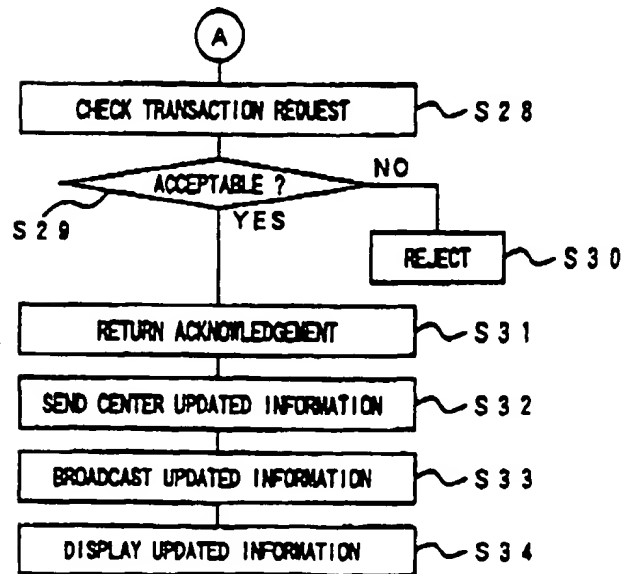 A
CHECK TRANSACTION REQUEST
S28
ACCEPTABLE ?
NO
S29
YES
REJECT
S30
RETURN ACKNOWLEDGEMENT
S31
SEND CENTER UPDATED INFORMATION
S32
BROADCAST UPDATED INFORMATION
S33
DISPLAY UPDATED INFORMATION
S34